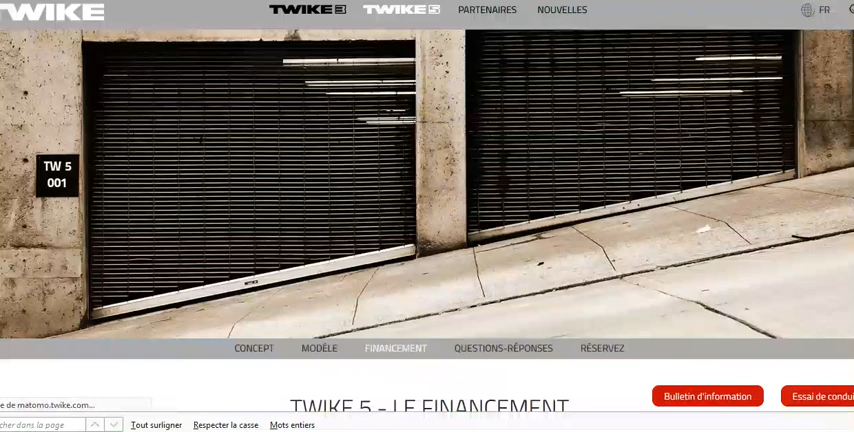 TWIKE TWIKE 3 TWIKE 5 PARTENAIRES NOUVELLES FR
TW 5
001
CONCEPT MODÈLE FINANCEMENT QUESTIONS-RÉPONSES RÉSERVEZ
Bulletin d'information Essai de condui
TWIKE 5 - LE FINANCEMENT
e de matomo.twike.com...
cher dans la page Tout surligner Respecter la casse Mots entiers